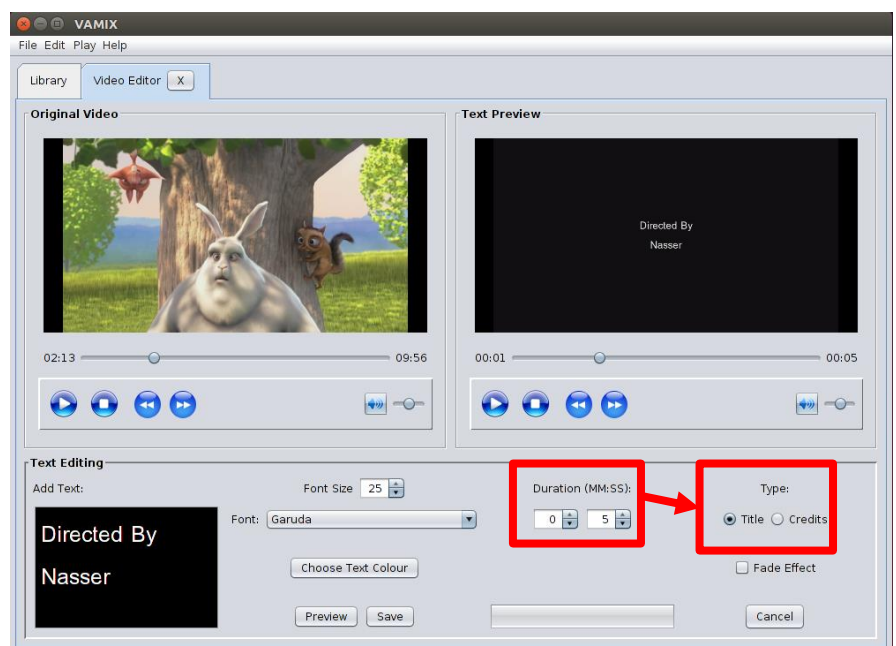 VAMIX
File Edit Play Help
Library Video Editor X
Original Video
Text Preview
Directed By
Nasser
02:13 09:56
00:01 00:05
Text Editing
Add Text:
Font Size 25
Duration (MM:SS):
Type:
Directed By
Nasser
Font: Garuda
0 5
Title Credits
Choose Text Colour
Fade Effect
Preview Save
Cancel